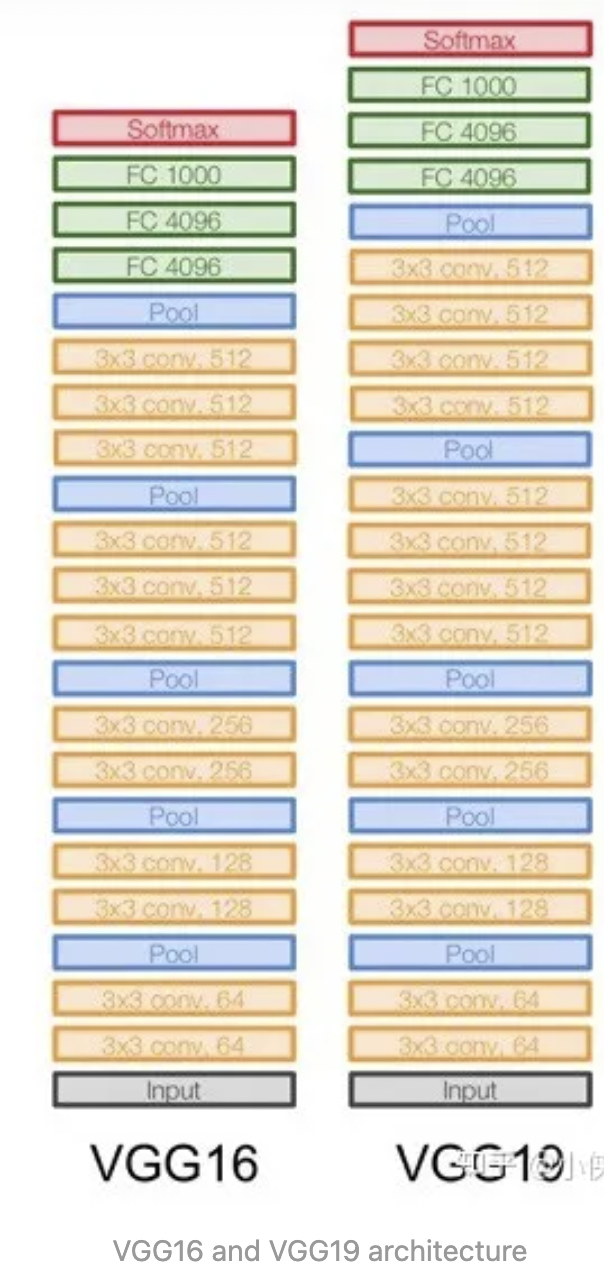 Softmax
FC 1000
FC 4096
FC 4096
Pool
3x3 conv, 512
3x3 conv, 512
3x3 conv, 512
Pool
3x3 conv, 512
3x3 conv, 512
3x3 conv, 512
Pool
3x3 conv, 256
3x3 conv, 256
Pool
3x3 conv, 128
3x3 conv, 128
Pool
3x3 conv, 64
3x3 conv, 64
Input
VGG16
Softmax
FC 1000
FC 4096
FC 4096
Pool
3x3 conv, 512
3x3 conv, 512
3x3 conv, 512
3x3 conv, 512
Pool
3x3 conv, 512
3x3 conv, 512
3x3 conv, 512
3x3 conv, 512
Pool
3x3 conv, 256
3x3 conv, 256
Pool
3x3 conv, 128
3x3 conv, 128
Pool
3x3 conv, 64
3x3 conv, 64
Input
VGG19
知乎 @小侠
VGG16 and VGG19 architecture